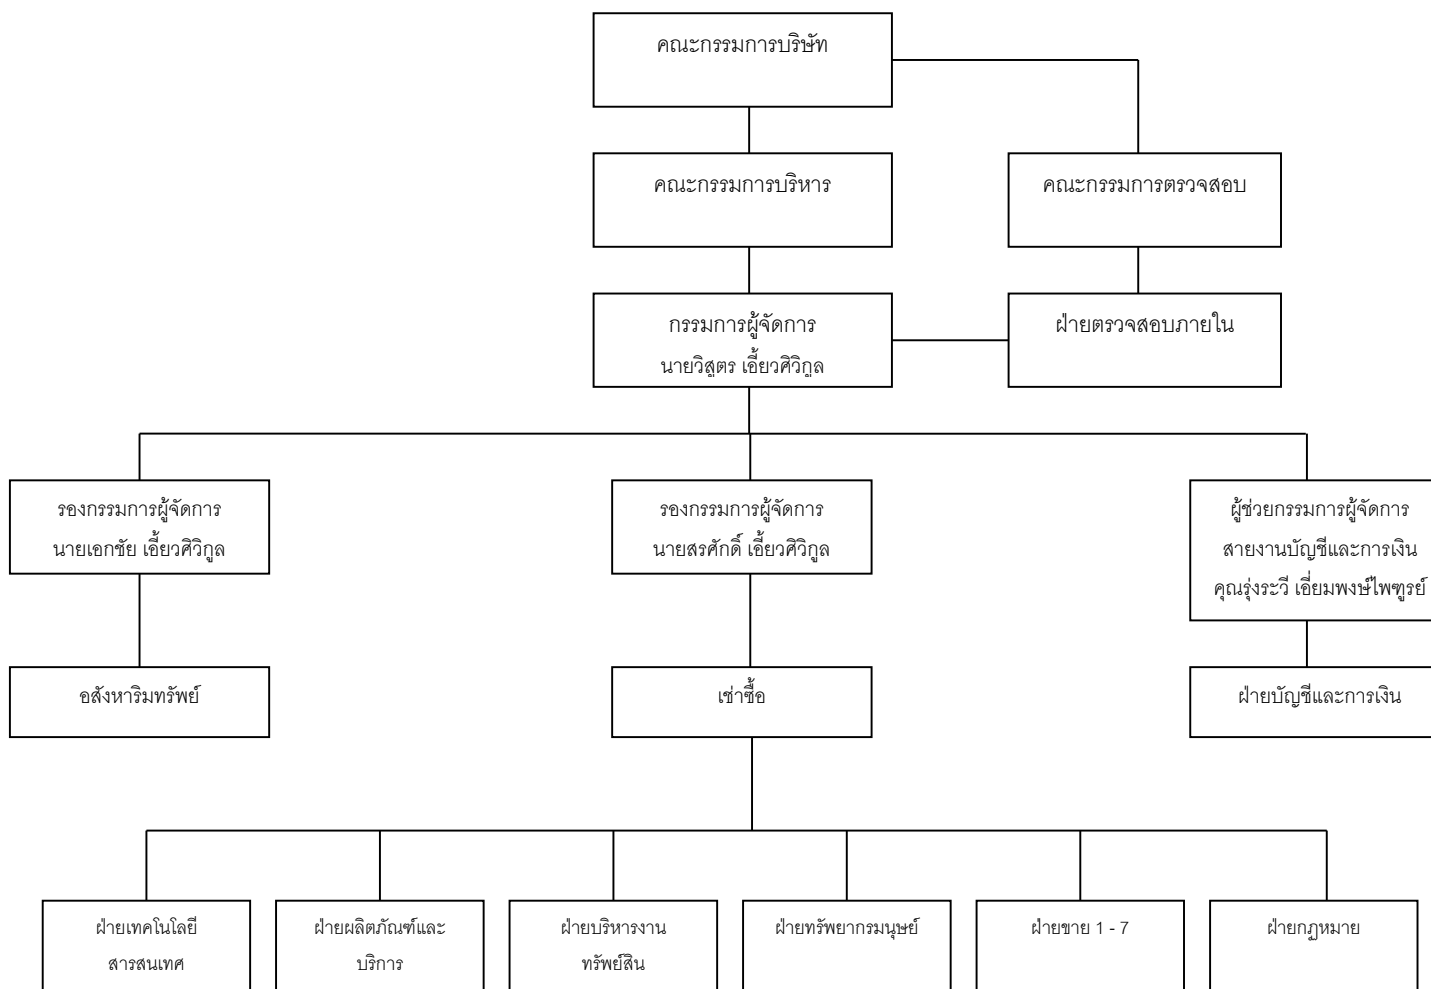 คณะกรรมการบริษัท
คณะกรรมการบริหาร
คณะกรรมการตรวจสอบ
กรรมการผู้จัดการ
นายวิสูตร เอี้ยวศิวิกูล
ฝ่ายตรวจสอบภายใน
รองกรรมการผู้จัดการ
นายเอกชัย เอี้ยวศิวิกูล
รองกรรมการผู้จัดการ
นายสรศักดิ์ เอี้ยวศิวิกูล
ผู้ช่วยกรรมการผู้จัดการ
สายงานบัญชีและการเงิน
คุณรุ่งระวี เอี่ยมพงษ์ไพฑูรย์
อสังหาริมทรัพย์
เช่าซื้อ
ฝ่ายบัญชีและการเงิน
ฝ่ายเทคโนโลยี
สารสนเทศ
ฝ่ายผลิตภัณฑ์และ
บริการ
ฝ่ายบริหารงาน
ทรัพย์สิน
ฝ่ายทรัพยากรมนุษย์
ฝ่ายขาย 1 - 7
ฝ่ายกฎหมาย